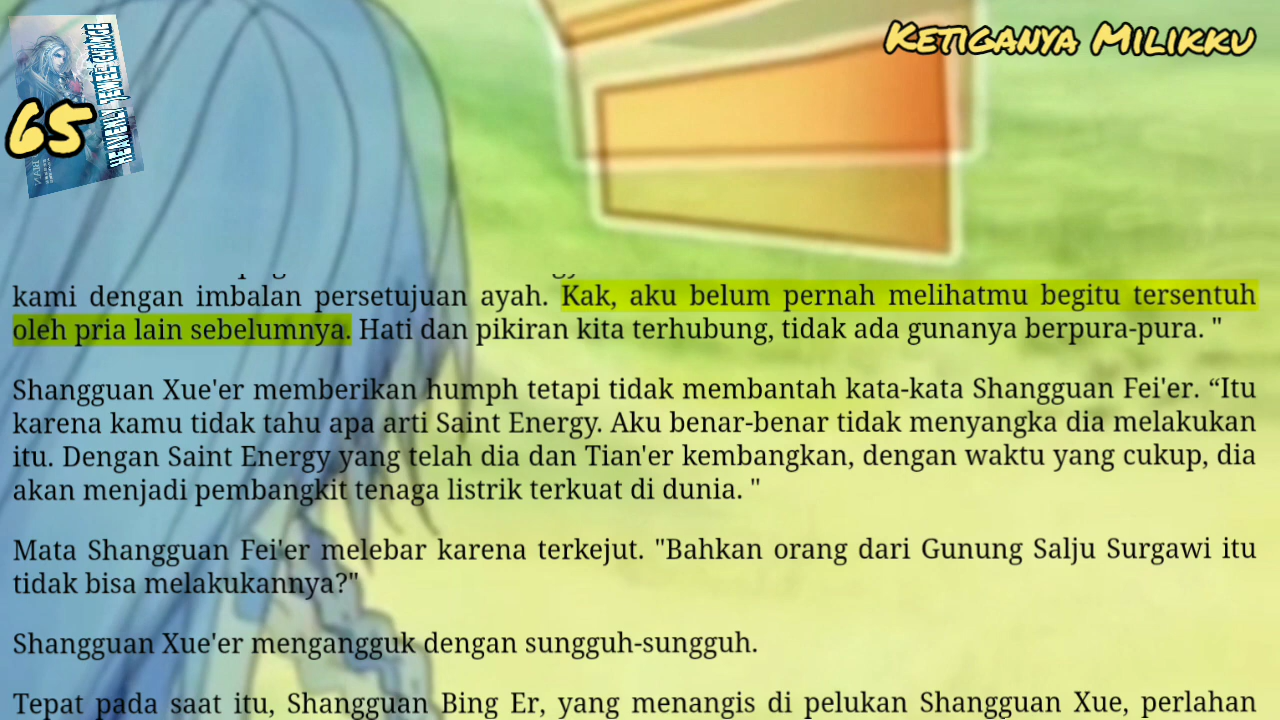 Ketiganya Milikku
HEAVENLY JEWEL CHANGE
65
kami dengan imbalan persetujuan ayah. Kak, aku belum pernah melihatmu begitu tersentuh
oleh pria lain sebelumnya. Hati dan pikiran kita terhubung, tidak ada gunanya berpura-pura. "
Shangguan Xue'er memberikan humph tetapi tidak membantah kata-kata Shangguan Fei'er. “Itu
karena kamu tidak tahu apa arti Saint Energy. Aku benar-benar tidak menyangka dia melakukan
itu. Dengan Saint Energy yang telah dia dan Tian'er kembangkan, dengan waktu yang cukup, dia
akan menjadi pembangkit tenaga listrik terkuat di dunia. "
Mata Shangguan Fei'er melebar karena terkejut. "Bahkan orang dari Gunung Salju Surgawi itu
tidak bisa melakukannya?"
Shangguan Xue'er mengangguk dengan sungguh-sungguh.
Tepat pada saat itu, Shangguan Bing Er, yang menangis di pelukan Shangguan Xue, perlahan